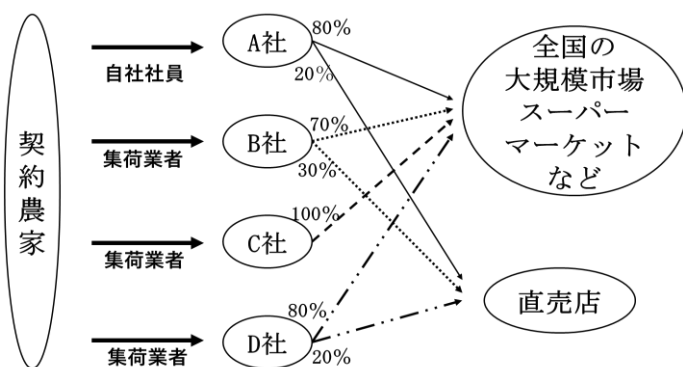 契約農家
自社社員
集荷業者
集荷業者
集荷業者
A社
80%
20%
B社
70%
30%
C社
100%
D社
80%
20%
全国の
大規模市場
スーパー
マーケット
など
直売店